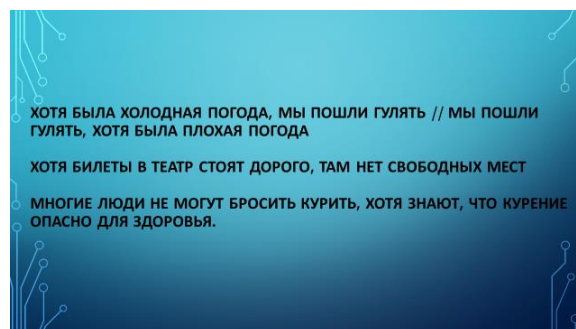 ХОТЯ БЫЛА ХОЛОДНАЯ ПОГОДА, МЫ ПОШЛИ ГУЛЯТЬ // МЫ ПОШЛИ
ГУЛЯТЬ, ХОТЯ БЫЛА ПЛОХАЯ ПОГОДА
ХОТЯ БИЛЕТЫ В ТЕАТР СТОЯТ ДОРОГО, ТАМ НЕТ СВОБОДНЫХ МЕСТ
МНОГИЕ ЛЮДИ НЕ МОГУТ БРОСИТЬ КУРИТЬ, ХОТЯ ЗНАЮТ, ЧТО КУРЕНИЕ
ОПАСНО ДЛЯ ЗДОРОВЬЯ.